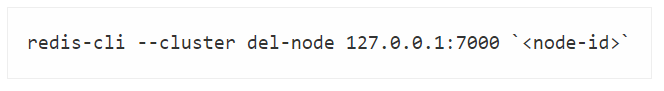 redis-cli --cluster del-node 127.0.0.1:7000 `<node-id>`